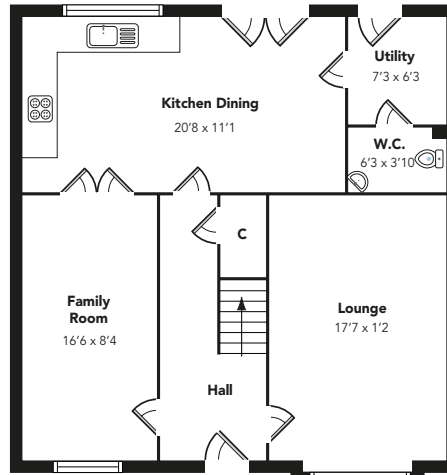 Utility
7'3 x 6'3
Kitchen Dining
20'8 x 11'1
W.C.
6'3 x 3'10
C
Family
Room
16'6 x 8'4
Lounge
17'7 x 1'2
Hall